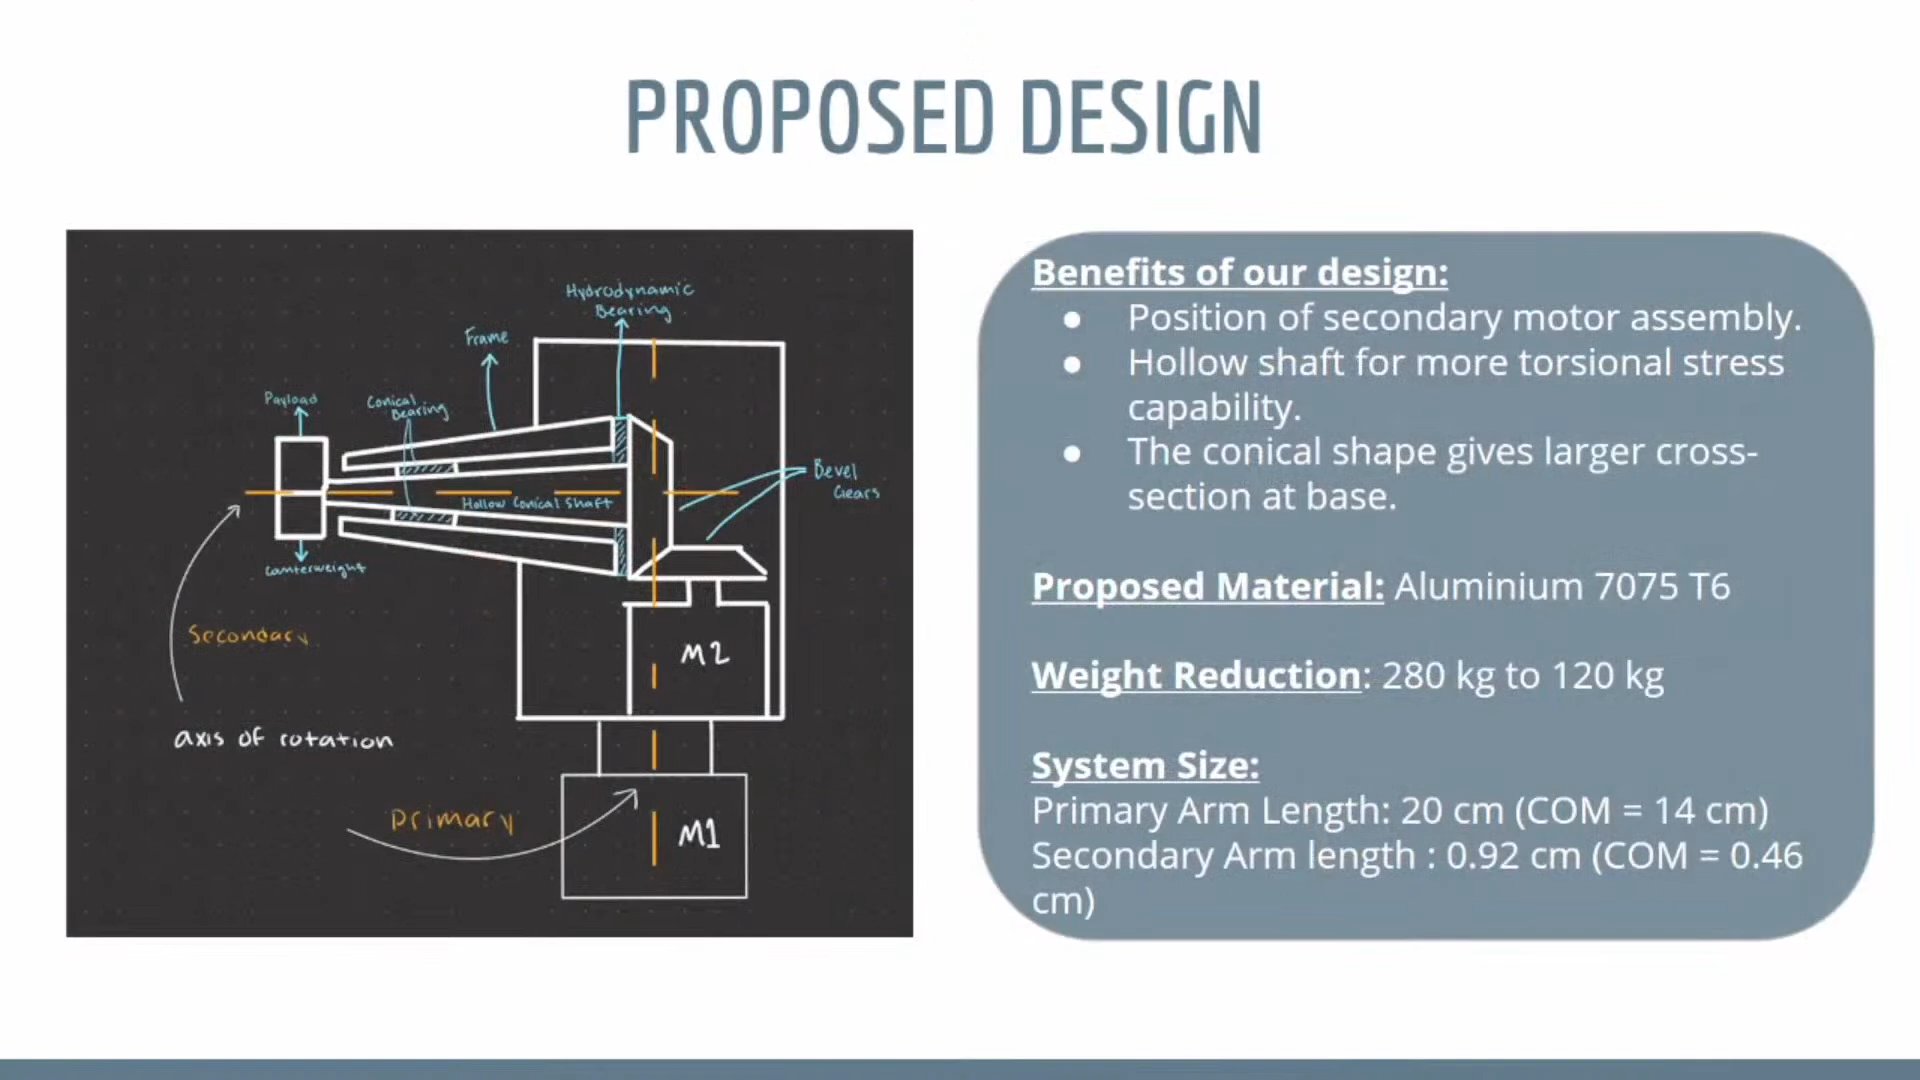 PROPOSED DESIGN
Hydrodynamic
Bearing
Frame
Payload
Conical
Bearing
Bevel
Gears
Hollow Conical Shaft
Counterweight
Secondary
M2
axis of rotation
Primary
M1
Benefits of our design:
● Position of secondary motor assembly.
● Hollow shaft for more torsional stress
capability.
● The conical shape gives larger cross-
section at base.
Proposed Material: Aluminium 7075 T6
Weight Reduction: 280 kg to 120 kg
System Size:
Primary Arm Length: 20 cm (COM = 14 cm)
Secondary Arm length : 0.92 cm (COM = 0.46
cm)